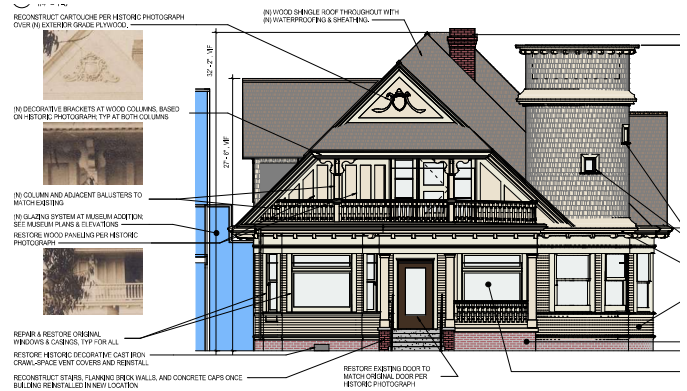 RECONSTRUCT CARTOUCHE PER HISTORIC PHOTOGRAPH
OVER (N) EXTERIOR GRADE PLYWOOD.
(N) WOOD SHINGLE ROOF THROUGHOUT WITH
(N) WATERPROOFING & SHEATHING.
32' - 2", VIF
27' - 6", VIF
(N) DECORATIVE BRACKETS AT WOOD COLUMNS, BASED
ON HISTORIC PHOTOGRAPH; TYP AT BOTH COLUMNS
(N) COLUMN AND ADJACENT BALUSTERS TO
MATCH EXISTING
(N) GLAZING SYSTEM AT MUSEUM ADDITION;
SEE MUSEUM PLANS & ELEVATIONS
RESTORE WOOD PANELING PER HISTORIC
PHOTOGRAPH
REPAIR & RESTORE ORIGINAL
WINDOWS & CASINGS, TYP FOR ALL
RESTORE HISTORIC DECORATIVE CAST IRON
CRAWL-SPACE VENT COVERS AND REINSTALL
RECONSTRUCT STAIRS, FLANKING BRICK WALLS, AND CONCRETE CAPS ONCE
BUILDING REINSTALLED IN NEW LOCATION
RESTORE EXISTING DOOR TO
MATCH ORIGINAL DOOR PER
HISTORIC PHOTOGRAPH